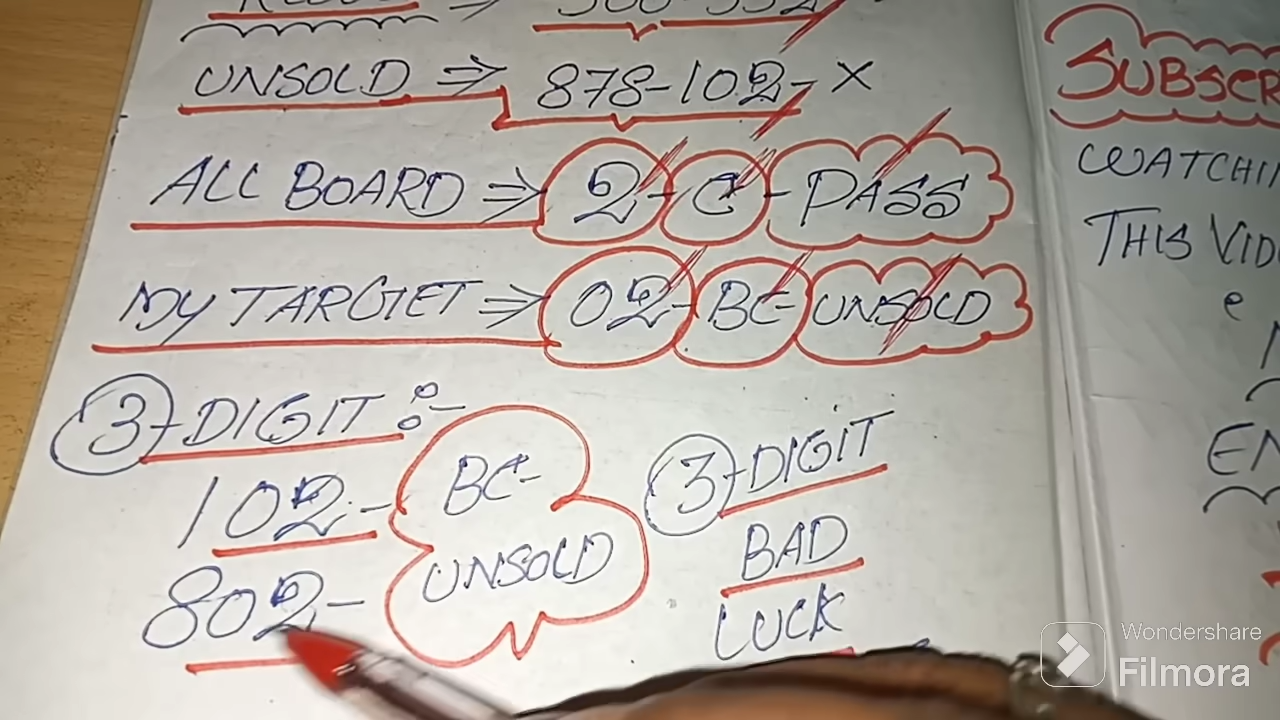 UNSOLD ⇒ 878-102- X
ALL BOARD ⇒ 2-C-PASS
MY TARGET ⇒ 02-BC-UNSOLD
3-DIGIT :-
102-
802-
BC-
UNSOLD
3-DIGIT
BAD
LUCK
SUBSCR
WATCHI
THIS VID
e
EN
Wondershare
Filmora